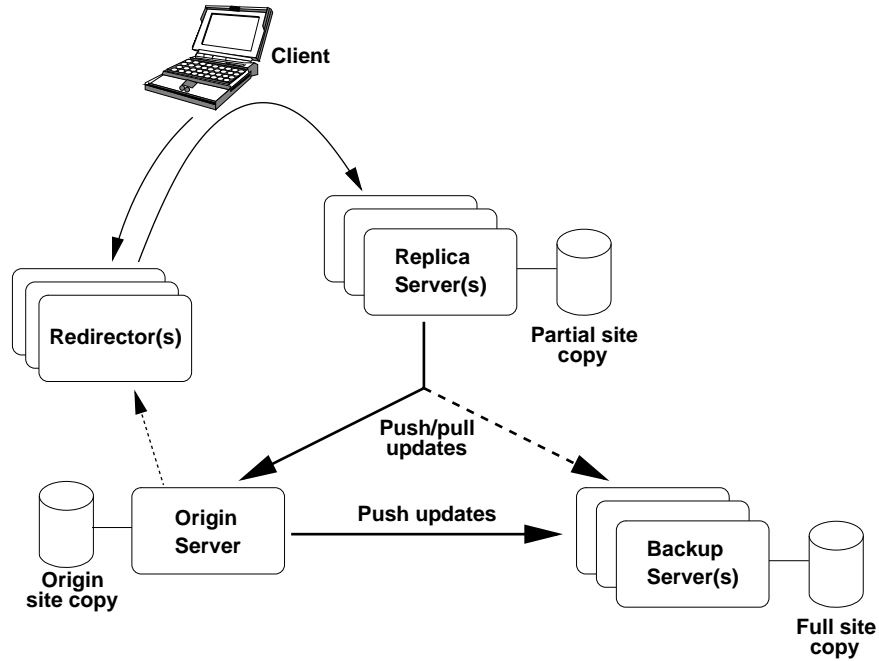 Client
Replica
Server(s)
Partial site
copy
Redirector(s)
Push/pull
updates
Origin
Server
Push updates
Backup
Server(s)
Origin
site copy
Full site
copy